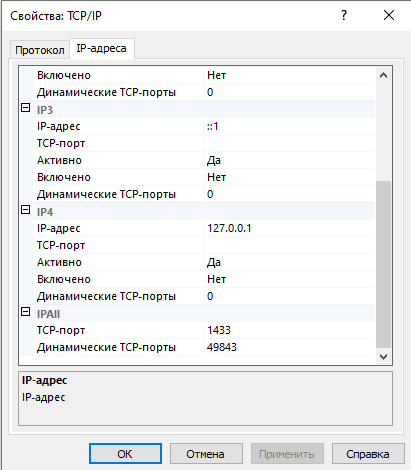 Свойства: TCP/IP ? ×
Протокол IP-адреса
Включено Нет
Динамические TCP-порты 0
IP3
IP-адрес ::1
TCP-порт
Активно Да
Включено Нет
Динамические TCP-порты 0
IP4
IP-адрес 127.0.0.1
TCP-порт
Активно Да
Включено Нет
Динамические TCP-порты 0
IPAll
TCP-порт 1433
Динамические TCP-порты 49843
IP-адрес
IP-адрес
ОК Отмена Применить Справка